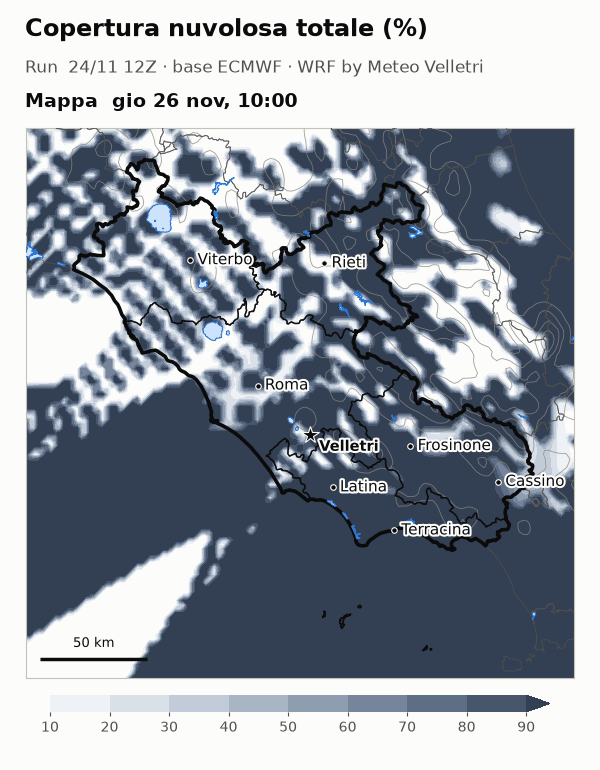 Copertura nuvolosa totale (%)
Run  24/11 12Z · base ECMWF · WRF by Meteo Velletri
Mappa  gio 26 nov, 10:00
Viterbo
Rieti
Roma
Velletri
Frosinone
Latina
Cassino
Terracina
50 km
10 20 30 40 50 60 70 80 90